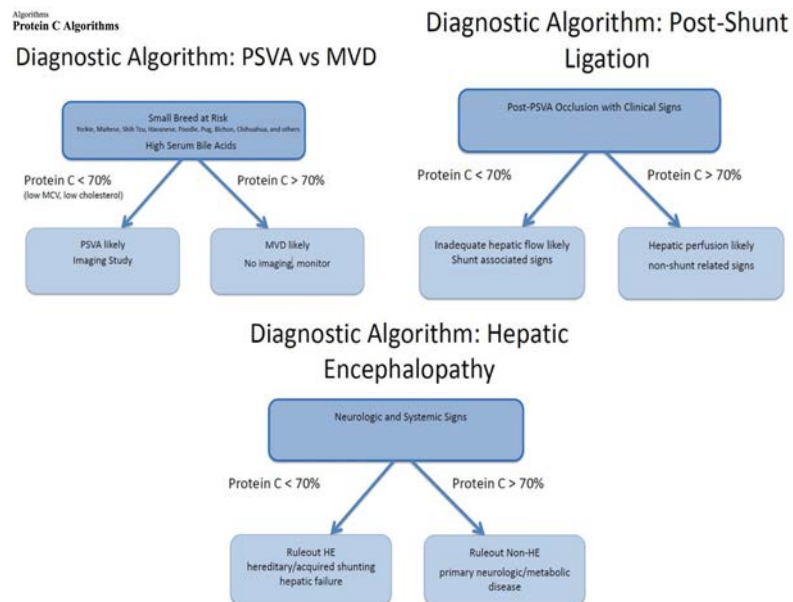 Algorithms
Protein C Algorithms
Diagnostic Algorithm: PSVA vs MVD
Small Breed at Risk
Yorkie, Maltese, Shih Tzu, Havanese, Poodle, Pug, Bichon, Chihuahua, and others
High Serum Bile Acids
Protein C < 70%
(low MCV, low cholesterol)
Protein C > 70%
PSVA likely
Imaging Study
MVD likely
No imaging, monitor
Diagnostic Algorithm: Post-Shunt
Ligation
Post-PSVA Occlusion with Clinical Signs
Protein C < 70%
Protein C > 70%
Inadequate hepatic flow likely
Shunt associated signs
Hepatic perfusion likely
non-shunt related signs
Diagnostic Algorithm: Hepatic
Encephalopathy
Neurologic and Systemic Signs
Protein C < 70%
Protein C > 70%
Ruleout HE
hereditary/acquired shunting
hepatic failure
Ruleout Non-HE
primary neurologic/metabolic
disease